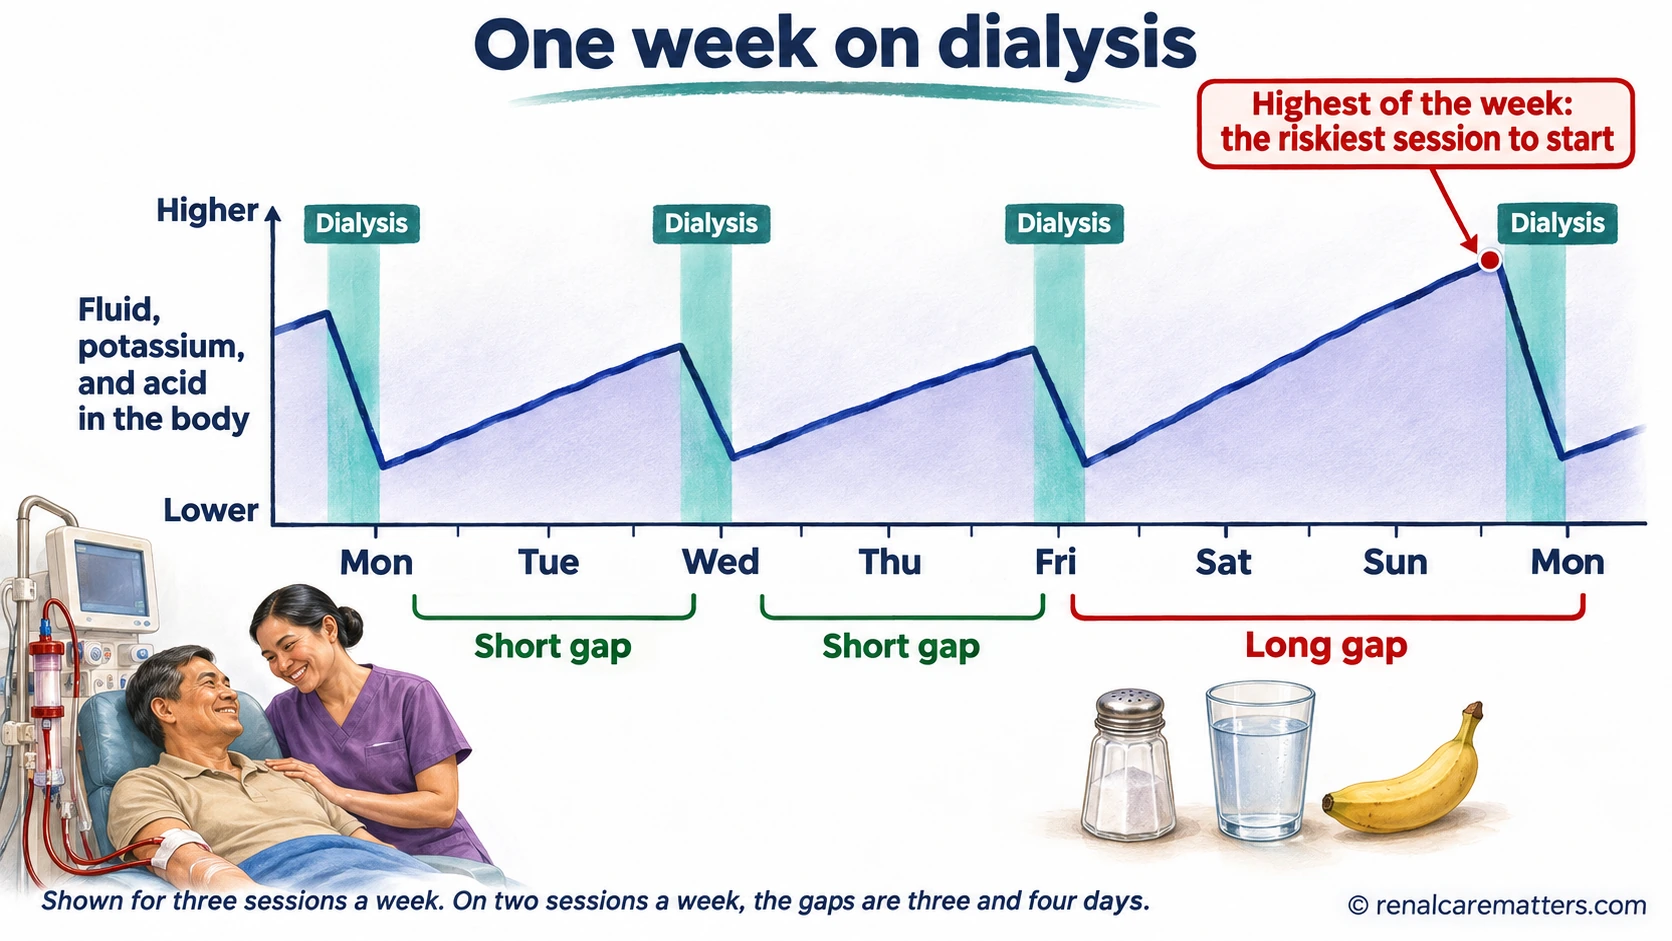 One week on dialysis
Highest of the week:
the riskiest session to start
Higher
Dialysis
Dialysis
Dialysis
Dialysis
Fluid,
potassium,
and acid
in the body
Lower
Mon
Tue
Wed
Thu
Fri
Sat
Sun
Mon
Short gap
Short gap
Long gap
Shown for three sessions a week. On two sessions a week, the gaps are three and four days.
© renalcarematters.com